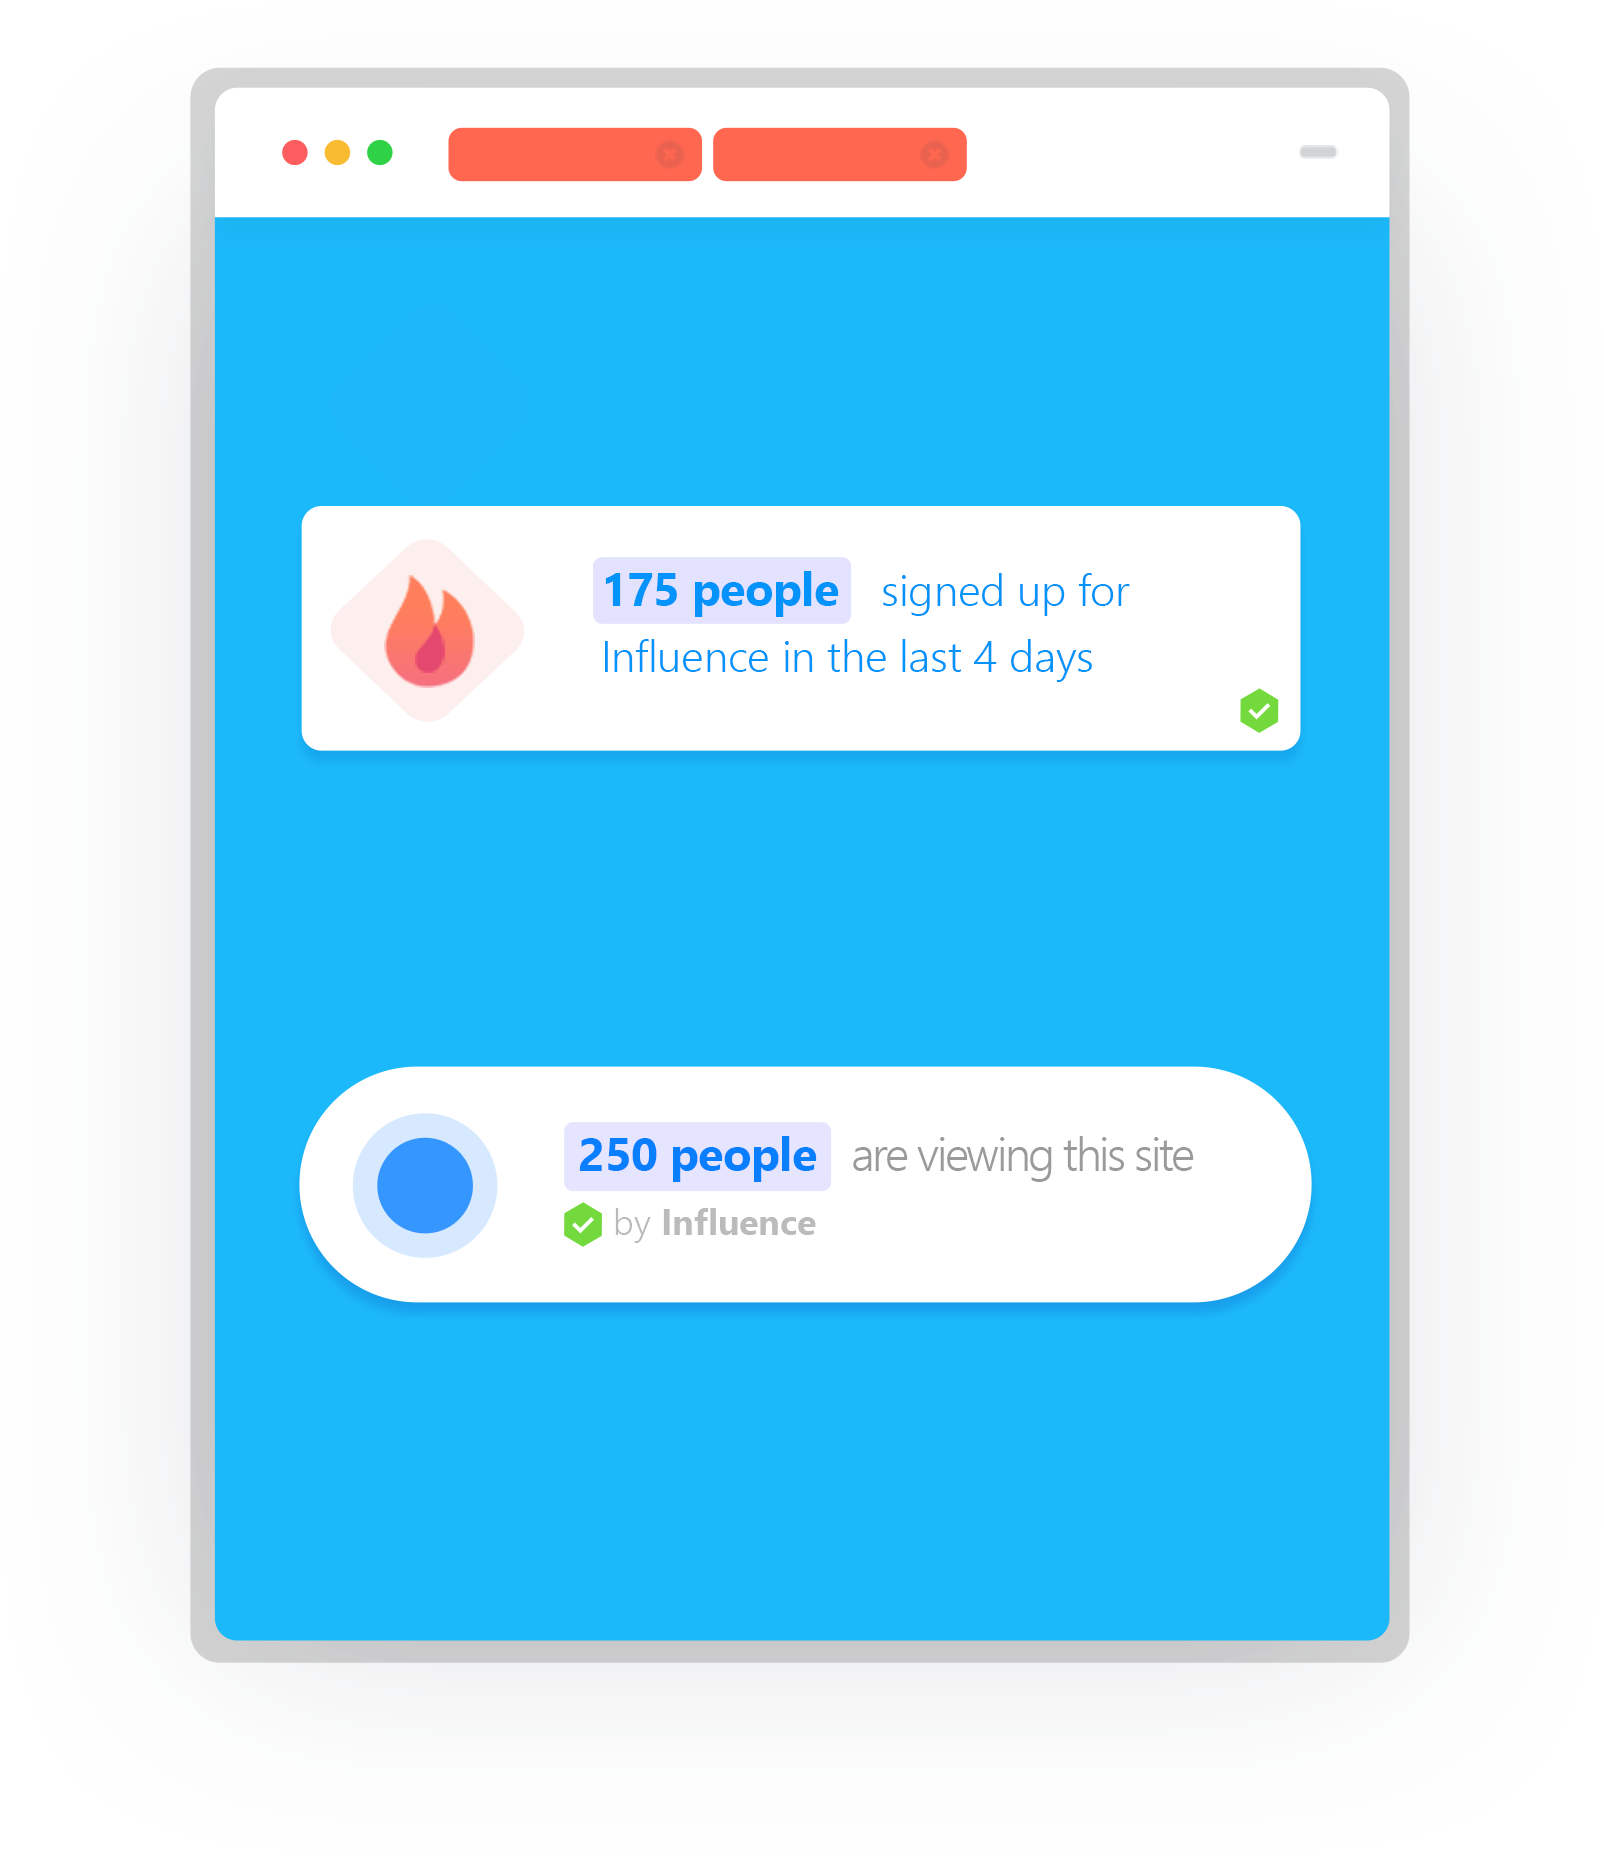 175 people signed up for
Influence in the last 4 days
250 people are viewing this site
by Influence